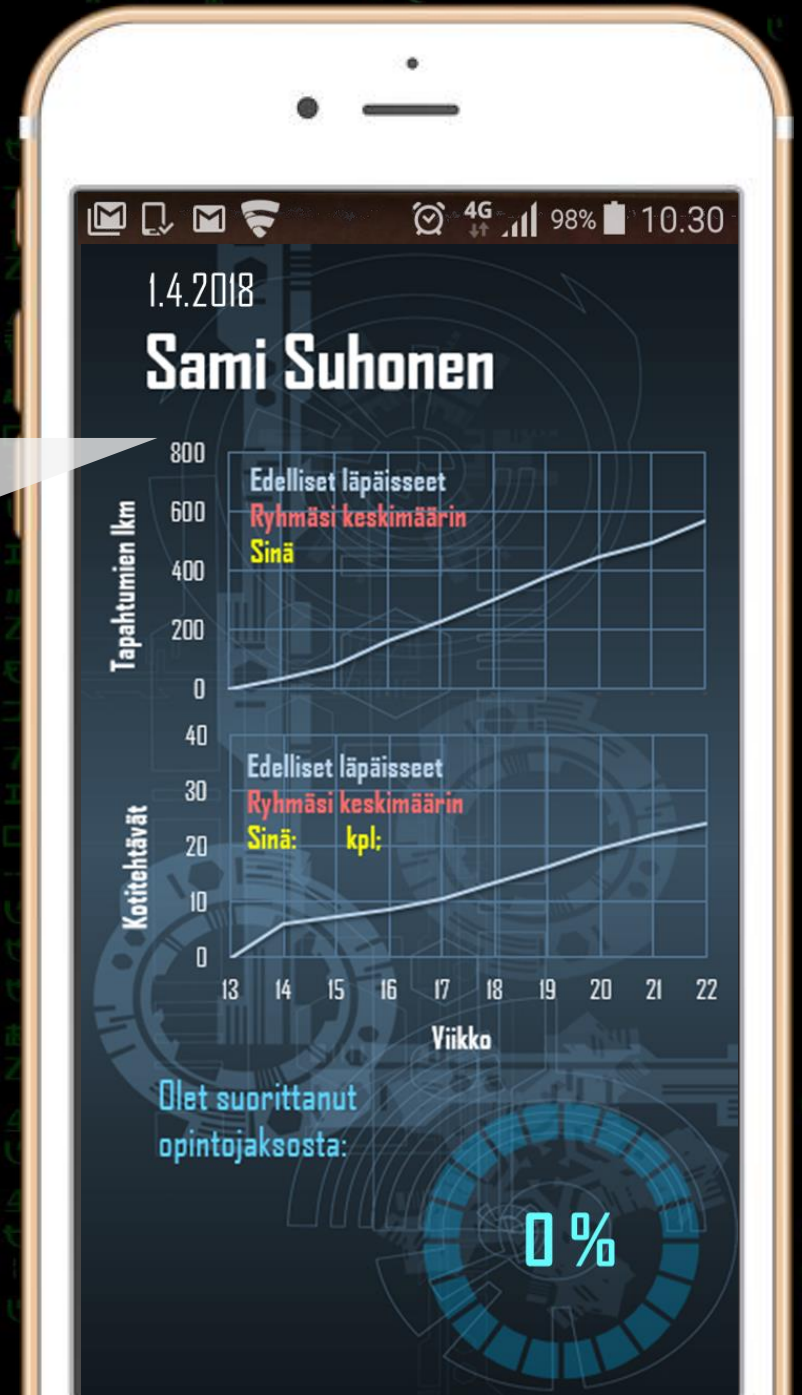 4G 98% 10.30
1.4.2018
Sami Suhonen
Tapahtumien lkm
800
600
400
200
0
Edelliset läpäisseet
Ryhmäsi keskimäärin
Sinä
Kotitehtävät
40
30
20
10
0
Edelliset läpäisseet
Ryhmäsi keskimäärin
Sinä: kpl;
13 14 15 16 17 18 19 20 21 22
Viikko
Olet suorittanut
opintojaksosta:
0 %